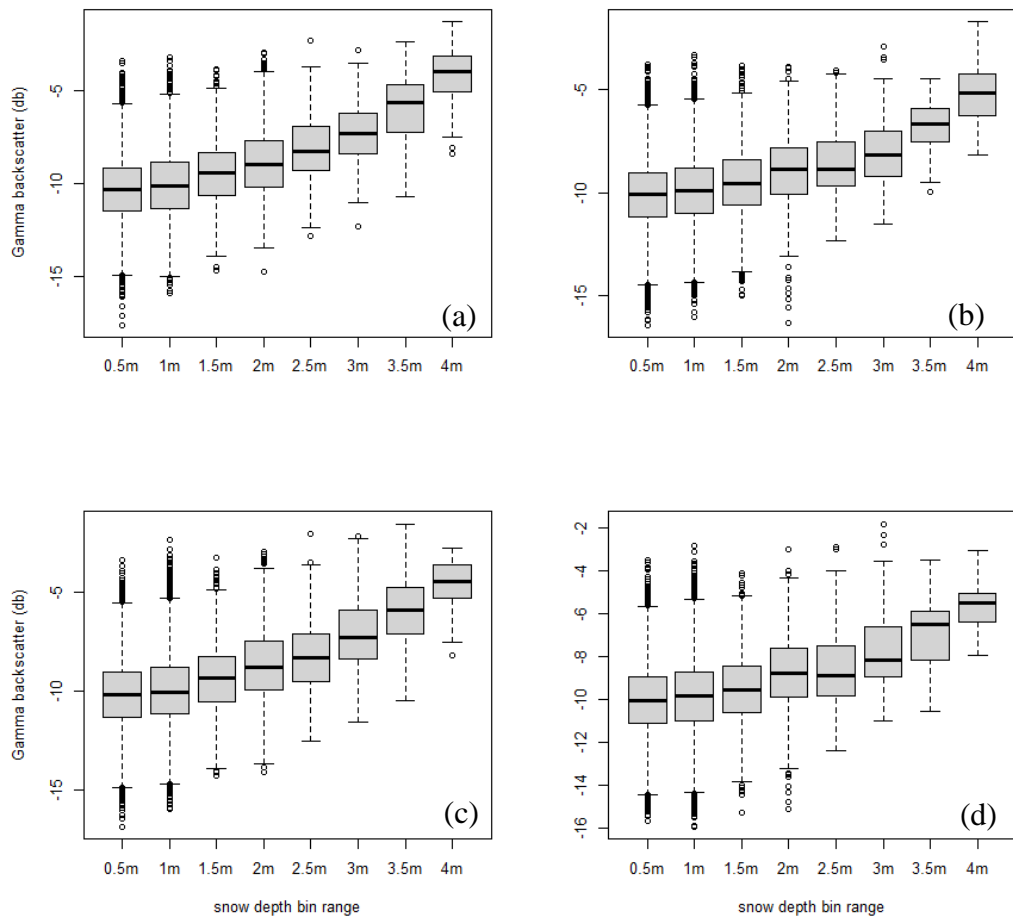 Gamma backscatter (db)
-5
-10
-15
(a)
0.5m 1m 1.5m 2m 2.5m 3m 3.5m 4m
-5
-10
-15
(b)
0.5m 1m 1.5m 2m 2.5m 3m 3.5m 4m
Gamma backscatter (db)
-5
-10
-15
(c)
0.5m 1m 1.5m 2m 2.5m 3m 3.5m 4m
snow depth bin range
-2
-4
-6
-8
-10
-12
-14
-16
(d)
0.5m 1m 1.5m 2m 2.5m 3m 3.5m 4m
snow depth bin range